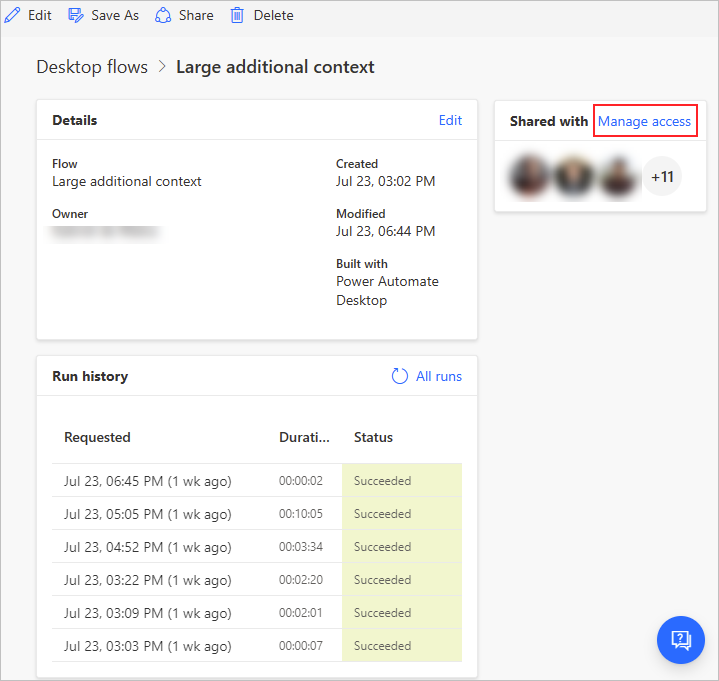 Edit Save As Share Delete
Desktop flows > Large additional context
Details Edit
Flow
Large additional context
Owner
Created
Jul 23, 03:02 PM
Modified
Jul 23, 06:44 PM
Built with
Power Automate
Desktop
Shared with Manage access
+11
Run history All runs
Requested Durati... Status
Jul 23, 06:45 PM (1 wk ago) 00:00:02 Succeeded
Jul 23, 05:05 PM (1 wk ago) 00:10:05 Succeeded
Jul 23, 04:52 PM (1 wk ago) 00:03:34 Succeeded
Jul 23, 03:22 PM (1 wk ago) 00:02:20 Succeeded
Jul 23, 03:09 PM (1 wk ago) 00:02:01 Succeeded
Jul 23, 03:03 PM (1 wk ago) 00:00:07 Succeeded